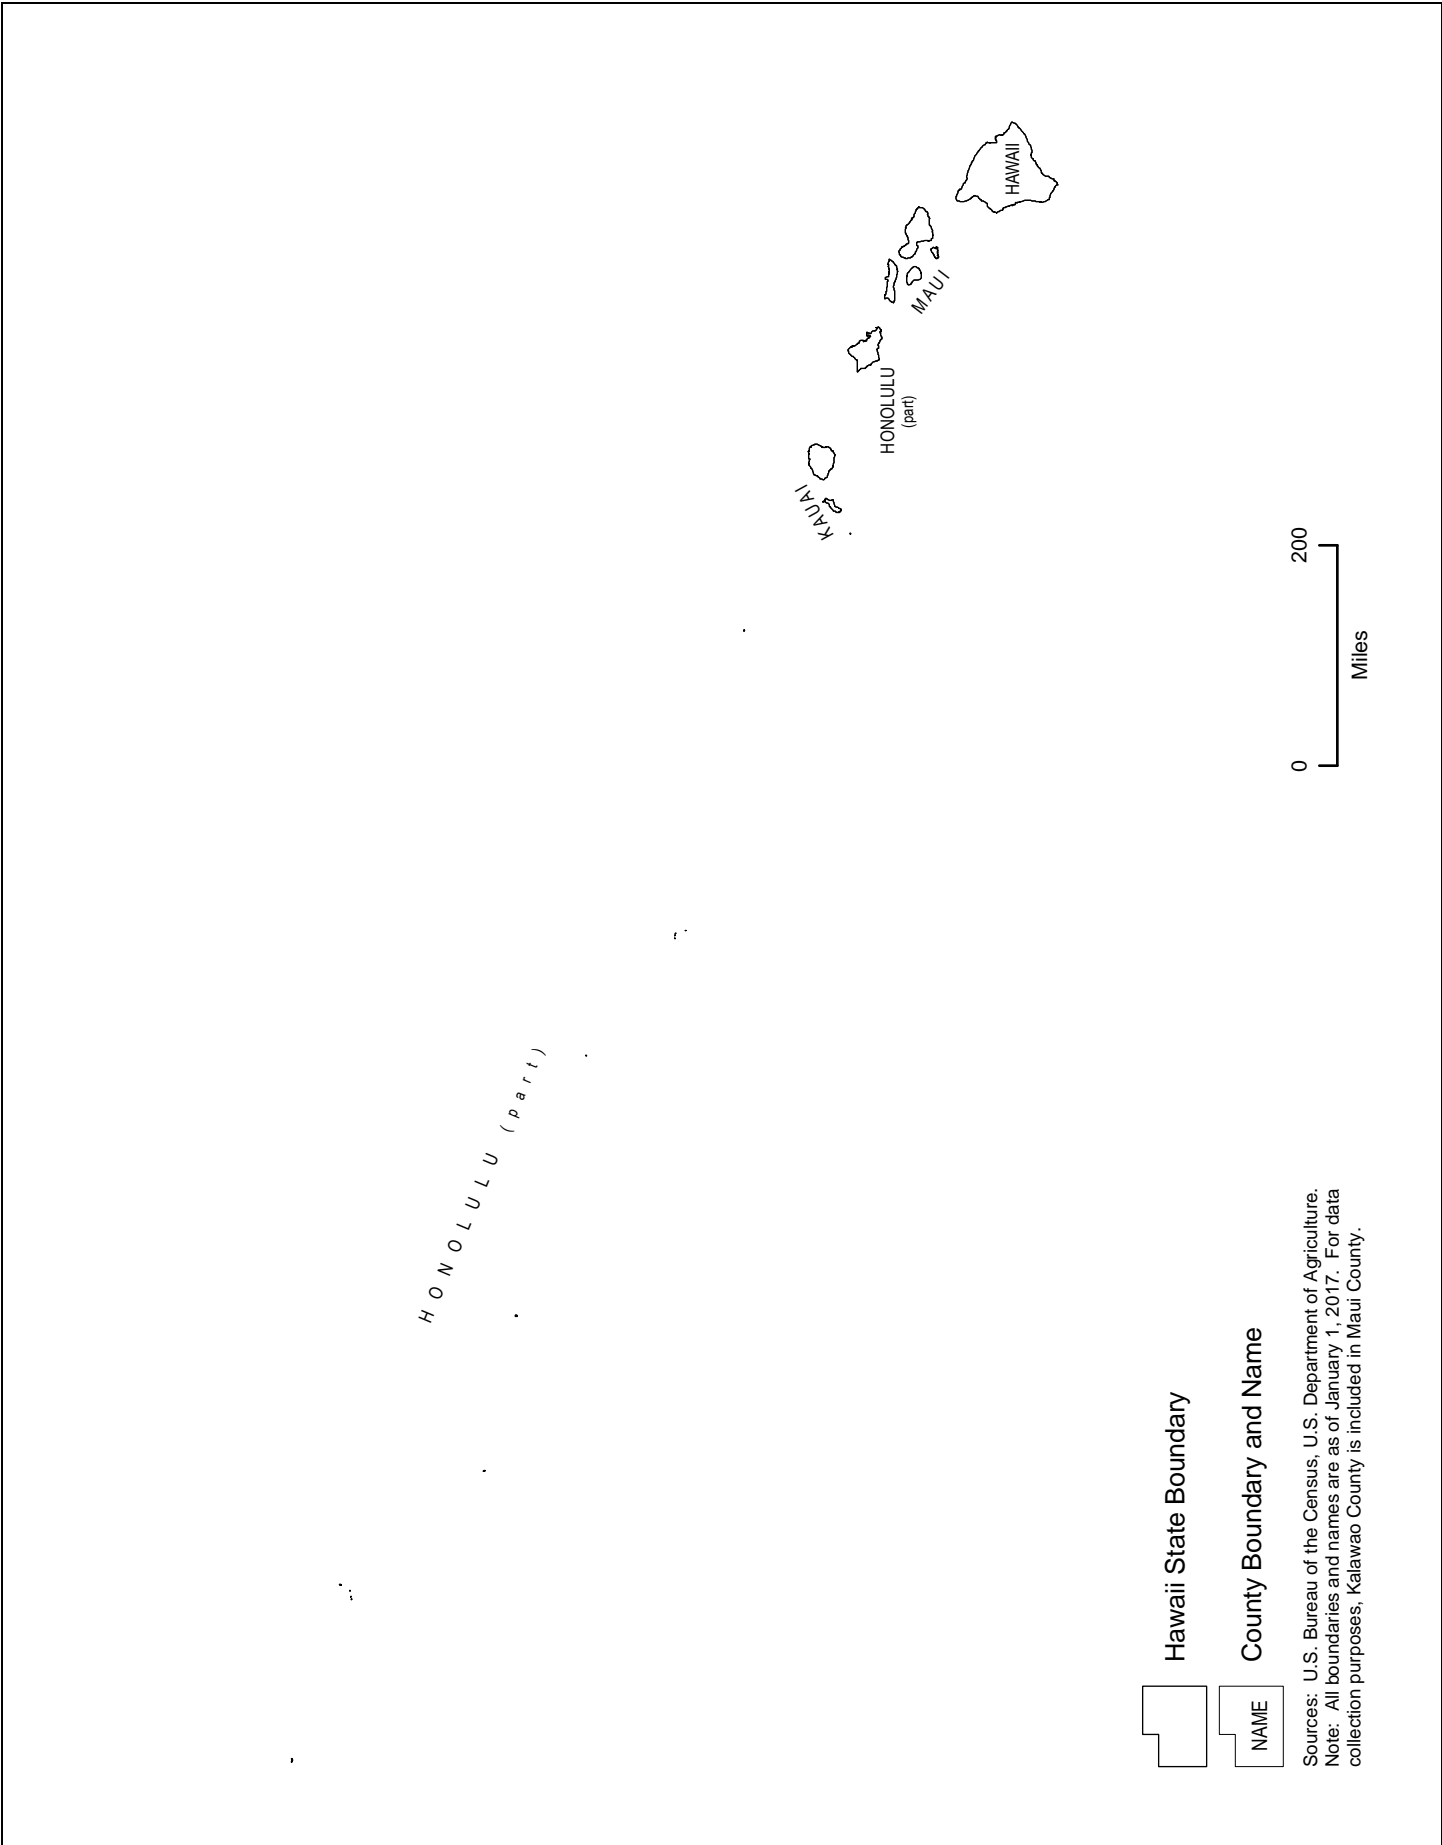 HONOLULU (part)
KAUAI
HONOLULU
(part)
MAUI
HAWAII
0 200
Miles
Hawaii State Boundary
NAME County Boundary and Name
Sources: U.S. Bureau of the Census, U.S. Department of Agriculture.
Note: All boundaries and names are as of January 1, 2017. For data
collection purposes, Kalawao County is included in Maui County.